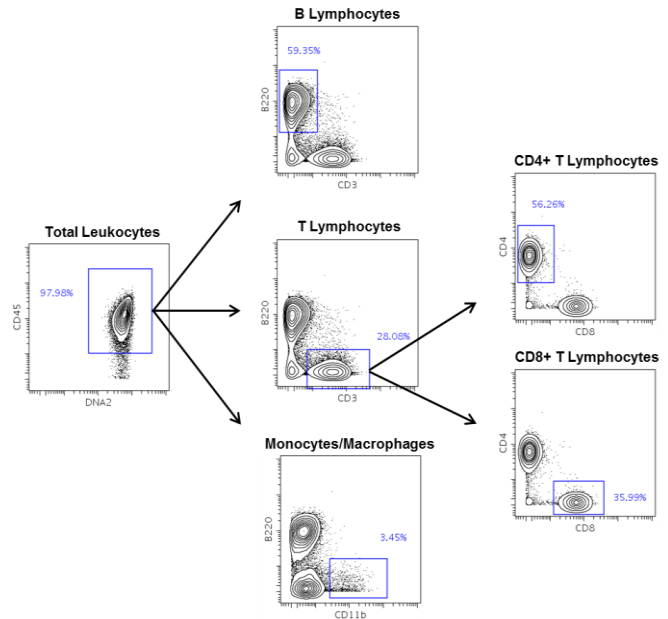 B Lymphocytes
59.35%
B220
CD3
Total Leukocytes
97.98%
CD45
DNA2
T Lymphocytes
B220
28.08%
CD3
Monocytes/Macrophages
B220
3.45%
CD11b
CD4+ T Lymphocytes
56.26%
CD4
CD8
CD8+ T Lymphocytes
CD4
35.99%
CD8